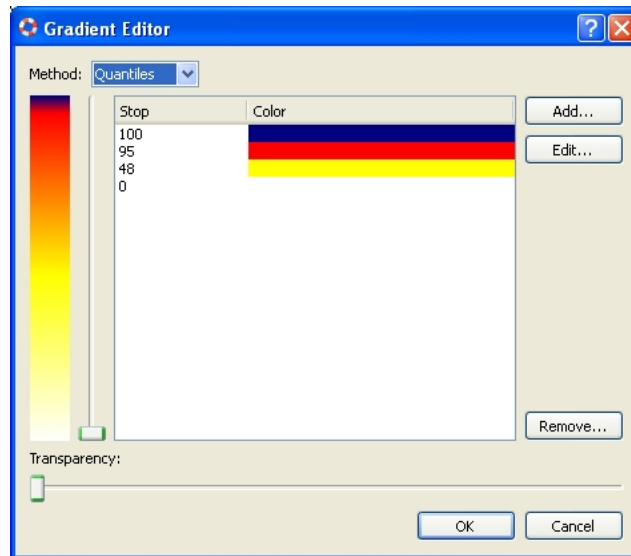 Gradient Editor
Method: Quantiles
Stop Color
100
95
48
0
Add...
Edit...
Remove...
Transparency:
OK Cancel